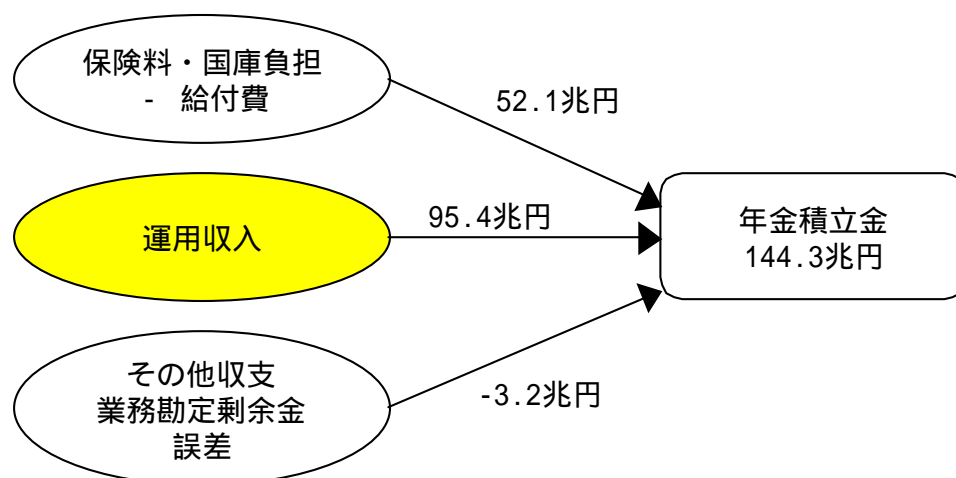 保険料・国庫負担
- 給付費
52.1兆円
運用収入
95.4兆円
年金積立金
144.3兆円
その他収支
業務勘定剰余金
誤差
-3.2兆円